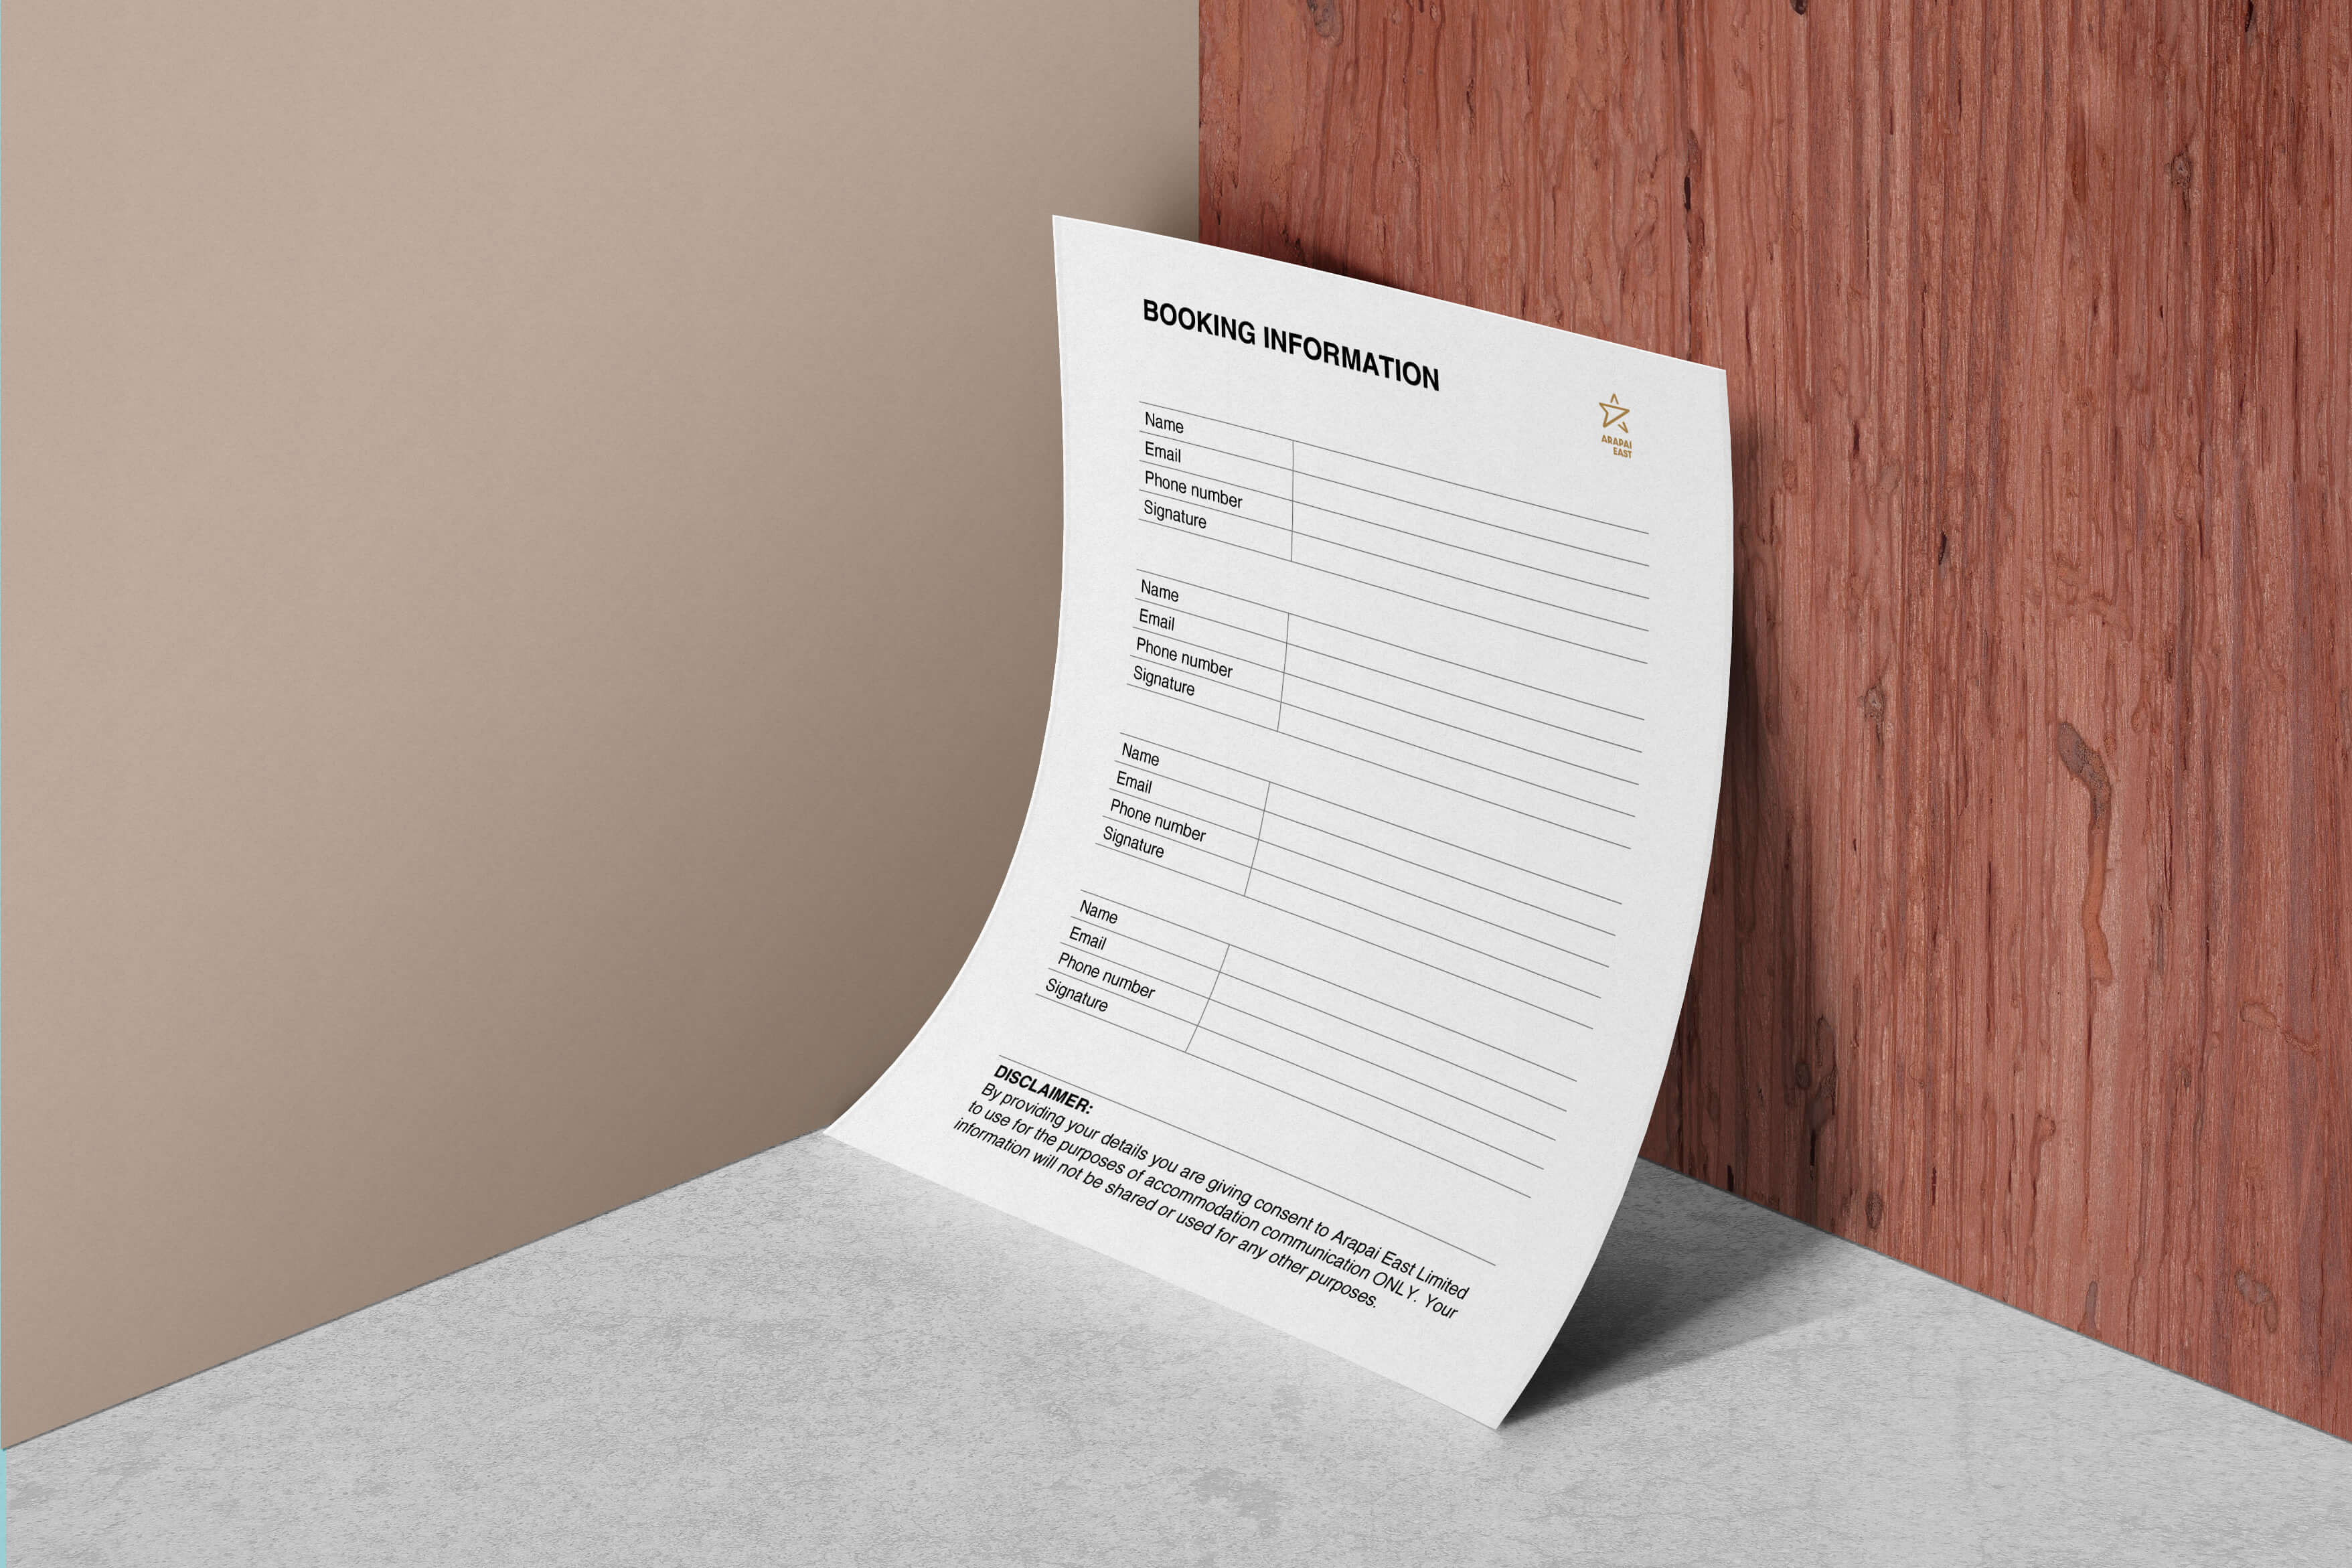 BOOKING INFORMATION
ARAPAI
EAST
Name
Email
Phone number
Signature
Name
Email
Phone number
Signature
Name
Email
Phone number
Signature
Name
Email
Phone number
Signature
DISCLAIMER:
By providing your details you are giving consent to Arapai East Limited
to use for the purposes of accommodation communication ONLY. Your
information will not be shared or used for any other purposes.